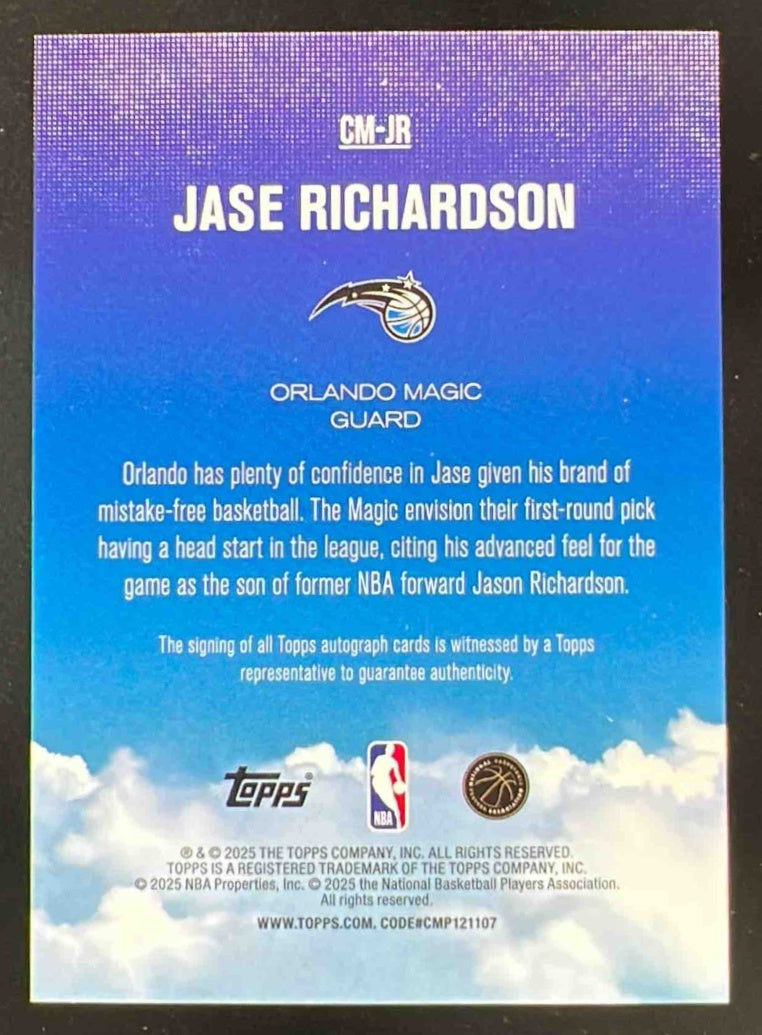 CM-JR
JASE RICHARDSON
ORLANDO MAGIC
GUARD
Orlando has plenty of confidence in Jase given his brand of
mistake-free basketball. The Magic envision their first-round pick
having a head start in the league, citing his advanced feel for the
game as the son of former NBA forward Jason Richardson.
The signing of all Topps autograph cards is witnessed by a Topps
representative to guarantee authenticity.
topps®
NBA
® & © 2025 THE TOPPS COMPANY, INC. ALL RIGHTS RESERVED.
TOPPS IS A REGISTERED TRADEMARK OF THE TOPPS COMPANY, INC.
© 2025 NBA Properties, Inc. © 2025 the National Basketball Players Association.
All rights reserved.
WWW.TOPPS.COM. CODE#CMP121107